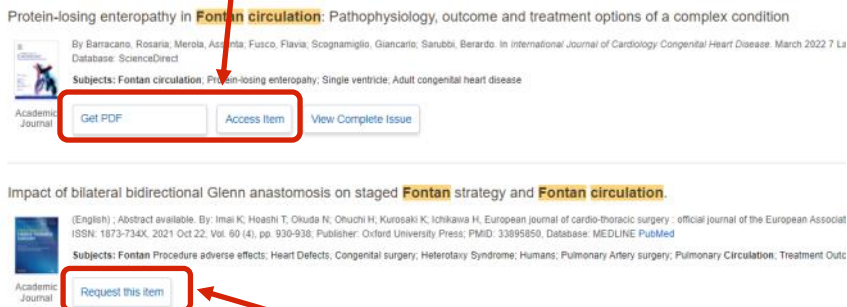 Protein-losing enteropathy in Fontan circulation: Pathophysiology, outcome and treatment options of a complex condition
By Barracano, Rosaria; Merola, Assunta; Fusco, Flavia; Scognamiglio, Giancarlo; Sarubbi, Berardo. In International Journal of Cardiology Congenital Heart Disease. March 2022 7 La
Database: ScienceDirect
Subjects: Fontan circulation; Protein-losing enteropahy; Single ventricle; Adult congenital heart disease
Academic
Journal
Get PDF
Access Item
View Complete Issue
Impact of bilateral bidirectional Glenn anastomosis on staged Fontan strategy and Fontan circulation.
(English) ; Abstract available. By: Imai K; Hoashi T; Okuda N; Ohuchi H; Kurosaki K; Ichikawa H, European journal of cardio-thoracic surgery : official journal of the European Associat
ISSN: 1873-734X, 2021 Oct 22; Vol. 60 (4), pp. 930-938; Publisher: Oxford University Press; PMID: 33895850, Database: MEDLINE PubMed
Subjects: Fontan Procedure adverse effects; Heart Defects, Congenital surgery; Heterotaxy Syndrome; Humans; Pulmonary Artery surgery; Pulmonary Circulation; Treatment Outc
Academic
Journal
Request this item